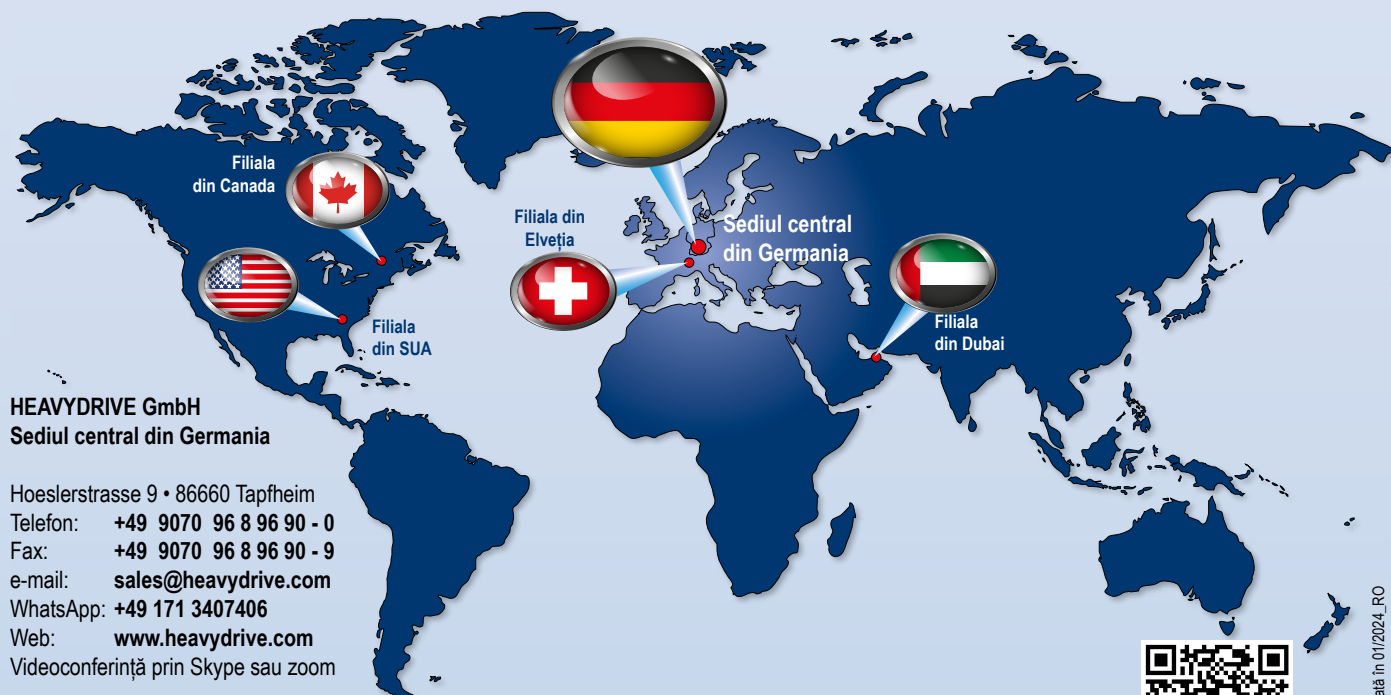 Filiala
din Canada
Filiala din
Elveția
Sediul central
din Germania
Filiala
din SUA
Filiala
din Dubai
HEAVYDRIVE GmbH
Sediul central din Germania
Hoeslerstrasse 9 • 86660 Tapfheim
Telefon: +49 9070 96 8 96 90 - 0
Fax: +49 9070 96 8 96 90 - 9
e-mail: sales@heavydrive.com
WhatsApp: +49 171 3407406
Web: www.heavydrive.com
Videoconferință prin Skype sau zoom
în 01/2024_RO